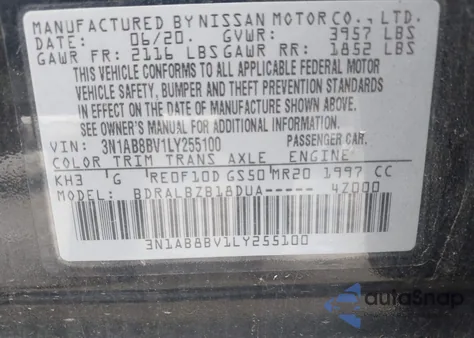 MANUFACTURED BY NISSAN MOTOR CO., LTD.
DATE: 06/20. GVWR: 3957 LBS
GAWR FR: 2116 LBS GAWR RR: 1852 LBS
THIS VEHICLE CONFORMS TO ALL APPLICABLE FEDERAL MOTOR
VEHICLE SAFETY, BUMPER AND THEFT PREVENTION STANDARDS
IN EFFECT ON THE DATE OF MANUFACTURE SHOWN ABOVE.
SEE OWNER'S MANUAL FOR ADDITIONAL INFORMATION.
VIN: 3N1AB8BV1LY255100 PASSENGER CAR.
COLOR TRIM TRANS AXLE ENGINE
KH3 G RE0F10D GS50 MR20 1997 CC
MODEL: BDRALBZB18DUA--- 4Z000
3N1AB8BV1LY255100
autoSnap